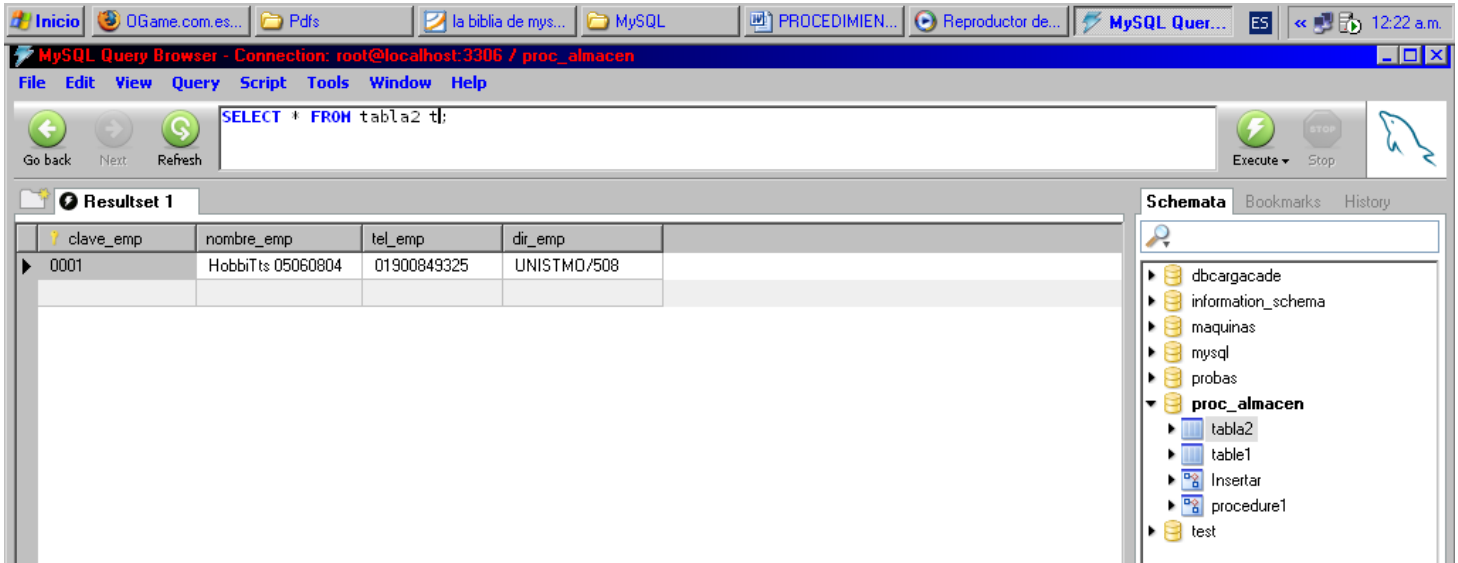 Inicio OGame.com.es... Pdfs la biblia de mys... MySQL PROCEDIMIEN... Reproductor de... MySQL Quer... ES « 12:22 a.m.
MySQL Query Browser - Connection: root@localhost:3306 / proc_almacen
File Edit View Query Script Tools Window Help
SELECT * FROM tabla2 t;
Go back Next Refresh Execute STOP Stop
Resultset 1
clave_emp nombre_emp tel_emp dir_emp
0001 HobbiTts 05060804 01900849325 UNISTMO/508
Schemata Bookmarks History
dbcargacade
information_schema
maquinas
mysql
probas
proc_almacen
tabla2
table1
Insertar
procedure1
test